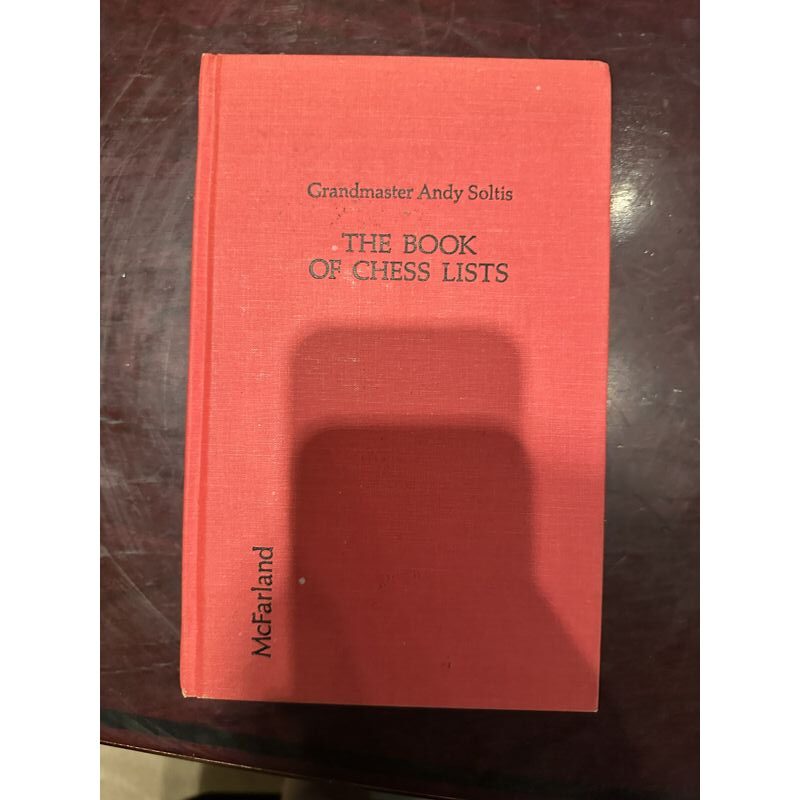 Grandmaster Andy Soltis
THE BOOK
OF CHESS LISTS
McFarland